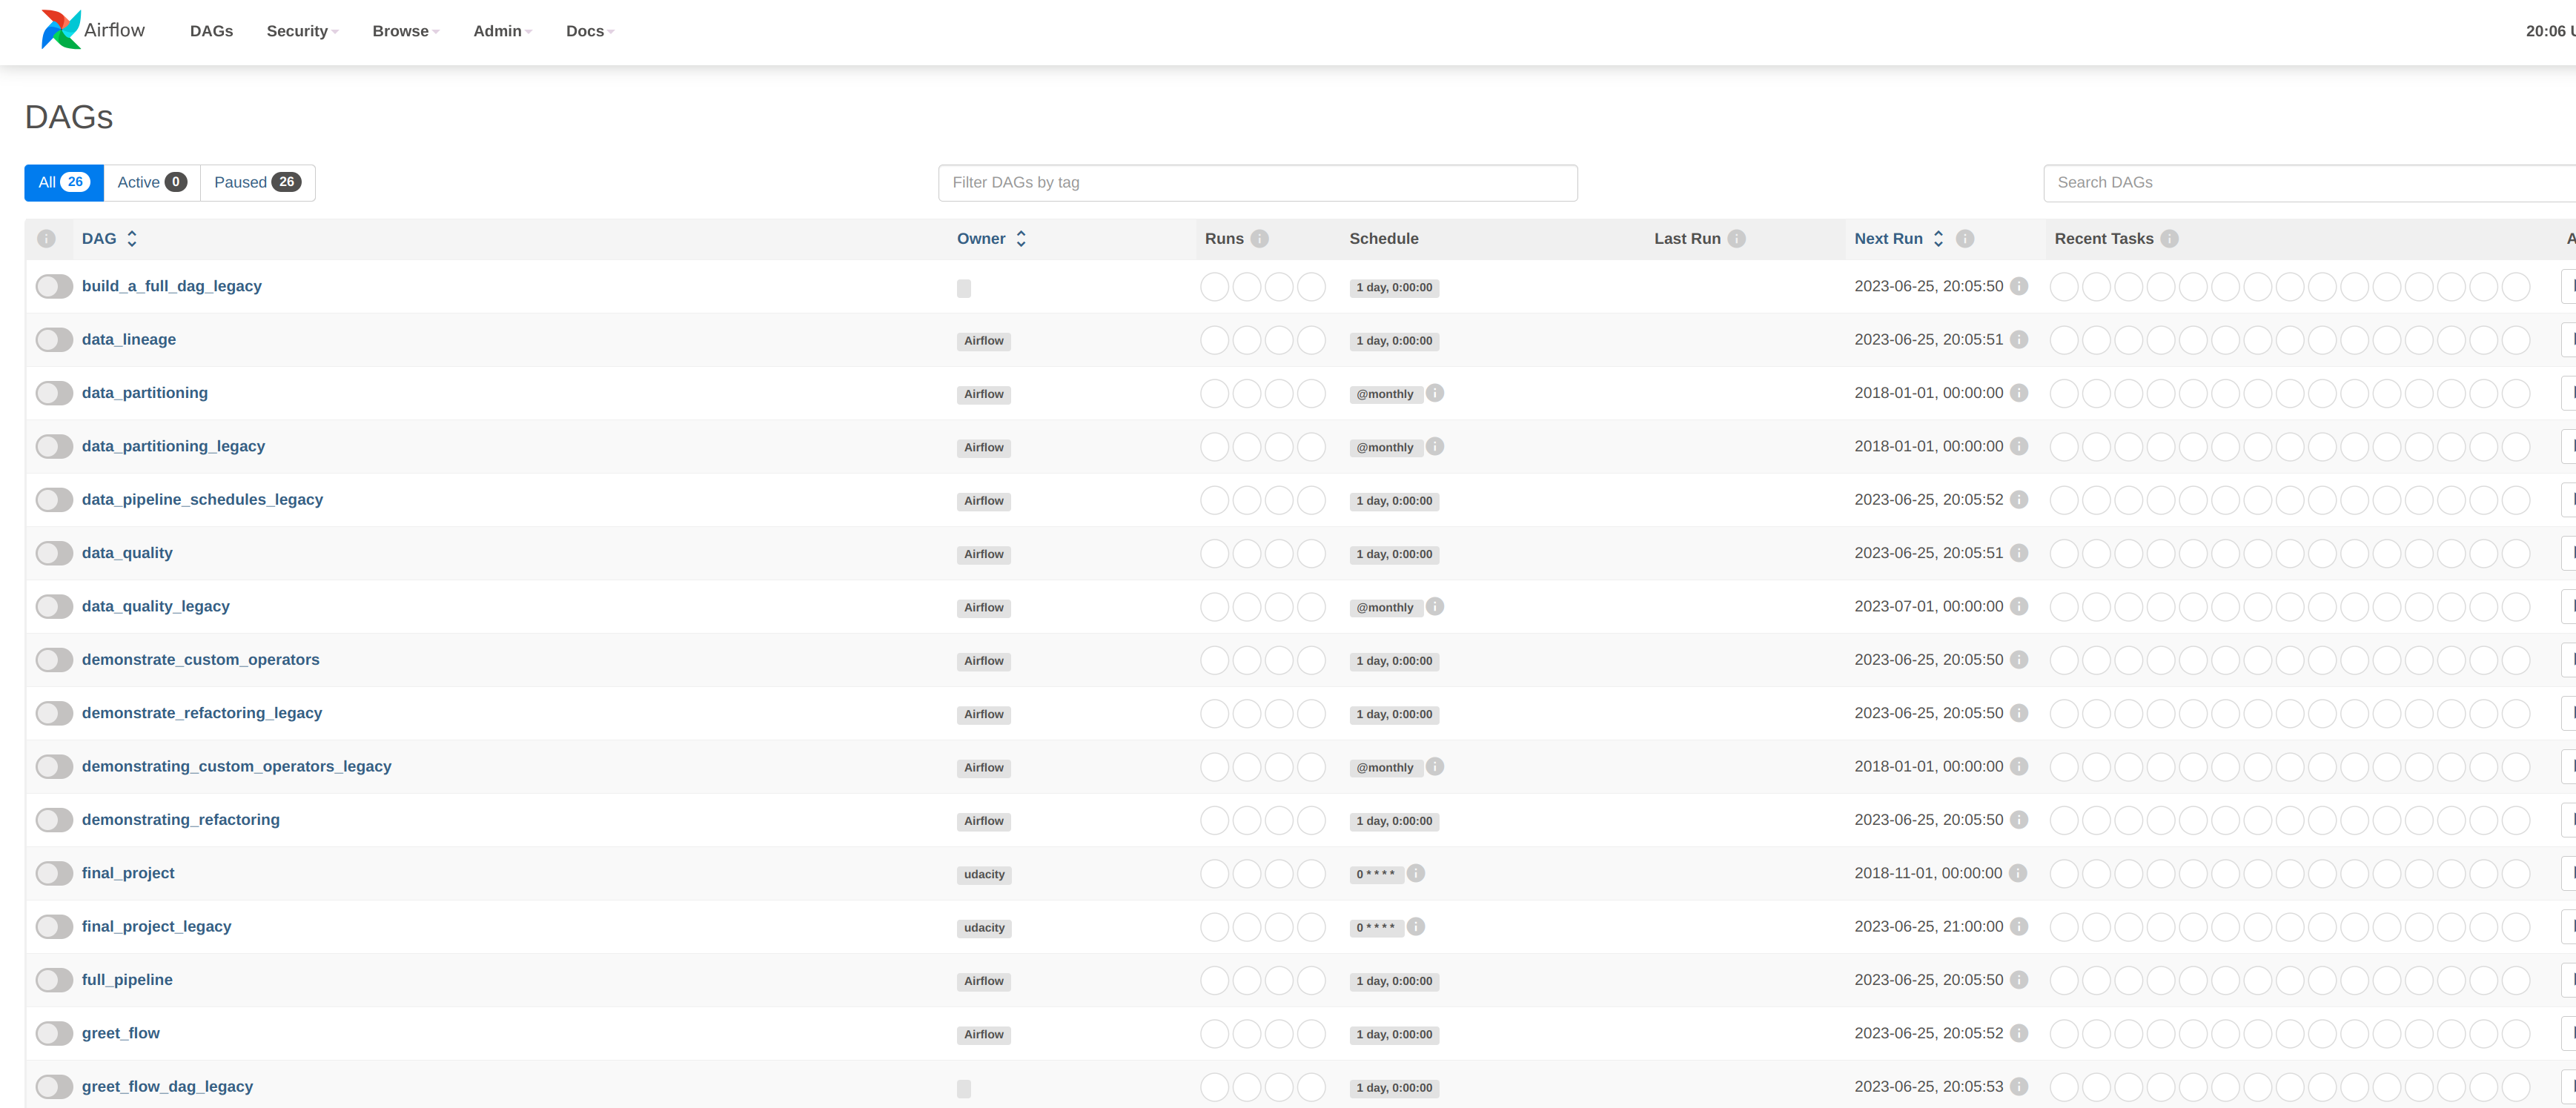 Airflow DAGs Security Browse Admin Docs 20:06
DAGs
All 26 Active 0 Paused 26 Filter DAGs by tag Search DAGs
DAG Owner Runs Schedule Last Run Next Run Recent Tasks
build_a_full_dag_legacy 1 day, 0:00:00 2023-06-25, 20:05:50
data_lineage Airflow 1 day, 0:00:00 2023-06-25, 20:05:51
data_partitioning Airflow @monthly 2018-01-01, 00:00:00
data_partitioning_legacy Airflow @monthly 2018-01-01, 00:00:00
data_pipeline_schedules_legacy Airflow 1 day, 0:00:00 2023-06-25, 20:05:52
data_quality Airflow 1 day, 0:00:00 2023-06-25, 20:05:51
data_quality_legacy Airflow @monthly 2023-07-01, 00:00:00
demonstrate_custom_operators Airflow 1 day, 0:00:00 2023-06-25, 20:05:50
demonstrate_refactoring_legacy Airflow 1 day, 0:00:00 2023-06-25, 20:05:50
demonstrating_custom_operators_legacy Airflow @monthly 2018-01-01, 00:00:00
demonstrating_refactoring Airflow 1 day, 0:00:00 2023-06-25, 20:05:50
final_project udacity 0 * * * * 2018-11-01, 00:00:00
final_project_legacy udacity 0 * * * * 2023-06-25, 21:00:00
full_pipeline Airflow 1 day, 0:00:00 2023-06-25, 20:05:50
greet_flow Airflow 1 day, 0:00:00 2023-06-25, 20:05:52
greet_flow_dag_legacy 1 day, 0:00:00 2023-06-25, 20:05:53